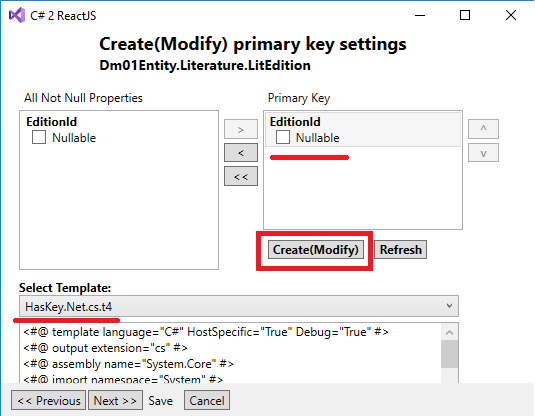 C# 2 ReactJS
Create(Modify) primary key settings
Dm01Entity.Literature.LitEdition
All Not Null Properties
EditionId
Nullable
>
<
<<
Primary Key
EditionId
Nullable
^
v
Create(Modify)
Refresh
Select Template:
HasKey.Net.cs.t4
<#@ template language="C#" HostSpecific="True" Debug="True" #>
<#@ output extension="cs" #>
<#@ assembly name="System.Core" #>
<#@ import namespace="System" #>
<< Previous
Next >>
Save
Cancel